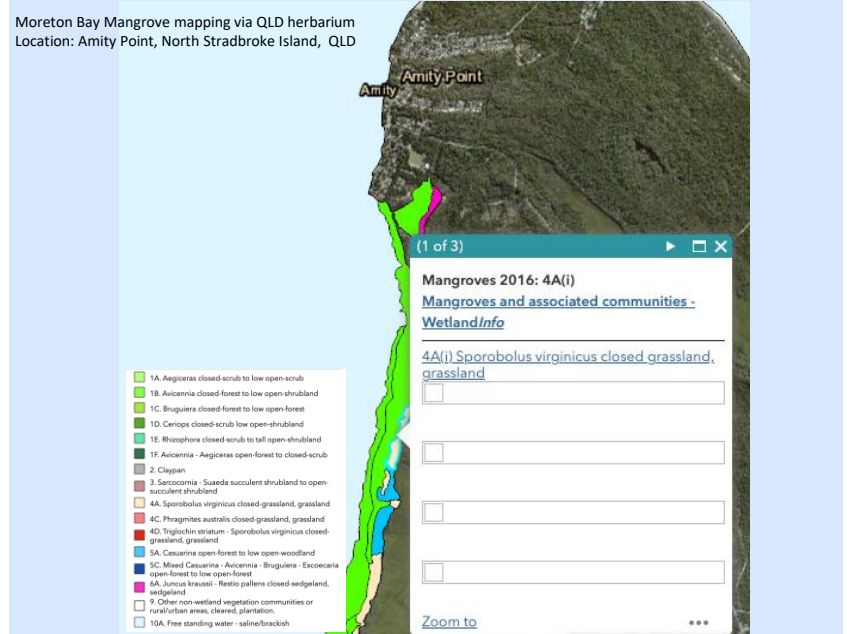 Moreton Bay Mangrove mapping via QLD herbarium
Location: Amity Point, North Stradbroke Island, QLD
Amity Point
Amity
(1 of 3)
Mangroves 2016: 4A(i)
Mangroves and associated communities -
WetlandInfo
4A(i) Sporobolus virginicus closed grassland,
grassland
Zoom to
1A. Aegiceras closed-scrub to low open-scrub
1B. Avicennia closed-forest to low open-shrubland
1C. Bruguiera closed-forest to low open-forest
1D. Ceriops closed-scrub low open-shrubland
1E. Rhizophora closed-scrub to tall open-shrubland
1F. Avicennia - Aegiceras open-forest to closed-scrub
2. Claypan
3. Sarcocornia - Suaeda succulent shrubland to open-
succulent shrubland
4A. Sporobolus virginicus closed-grassland, grassland
4C. Phragmites australis closed-grassland, grassland
4D. Triglochin striatum - Sporobolus virginicus closed-
grassland, grassland
5A. Casuarina open-forest to low open-woodland
5C. Mixed Casuarina - Avicennia - Bruguiera - Excoecaria
open-forest to low open-forest
6A. Juncus kraussii - Restio pallens closed-sedgeland,
sedgeland
9. Other non-wetland vegetation communities or
rural/urban areas, cleared, plantation.
10A. Free standing water - saline/brackish